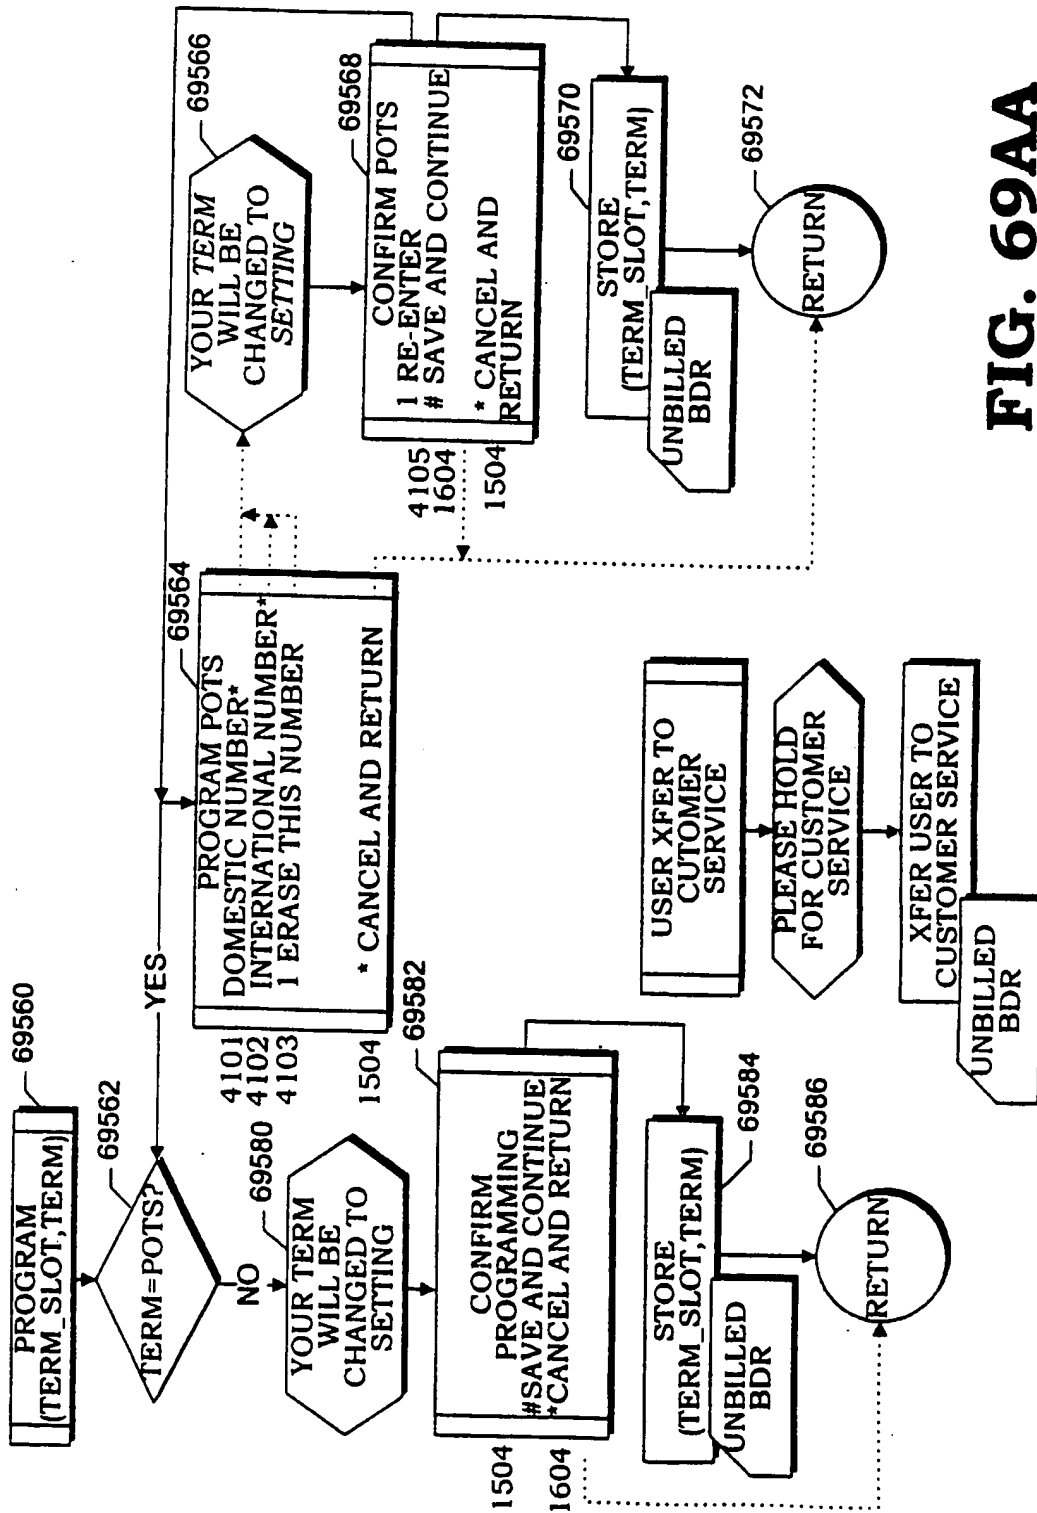 PROGRAM
(TERM_SLOT,TERM)
69560
TERM=POTS?
69562
YES
NO
YOUR TERM
WILL BE
CHANGED TO
SETTING
69580
CONFIRM
PROGRAMMING
#SAVE AND CONTINUE
*CANCEL AND RETURN
69582
1504
1604
STORE
(TERM_SLOT,TERM)
69584
UNBILLED
BDR
RETURN
69586
PROGRAM POTS
DOMESTIC NUMBER*
INTERNATIONAL NUMBER*
1 ERASE THIS NUMBER
* CANCEL AND RETURN
69564
4101
4102
4103
1504
YOUR TERM
WILL BE
CHANGED TO
SETTING
69566
CONFIRM POTS
1 RE-ENTER
# SAVE AND CONTINUE
* CANCEL AND
RETURN
69568
4105
1604
1504
STORE
(TERM_SLOT,TERM)
69570
UNBILLED
BDR
RETURN
69572
USER XFER TO
CUTOMER
SERVICE
PLEASE HOLD
FOR CUSTOMER
SERVICE
XFER USER TO
CUSTOMER SERVICE
UNBILLED
BDR
FIG. 69AA